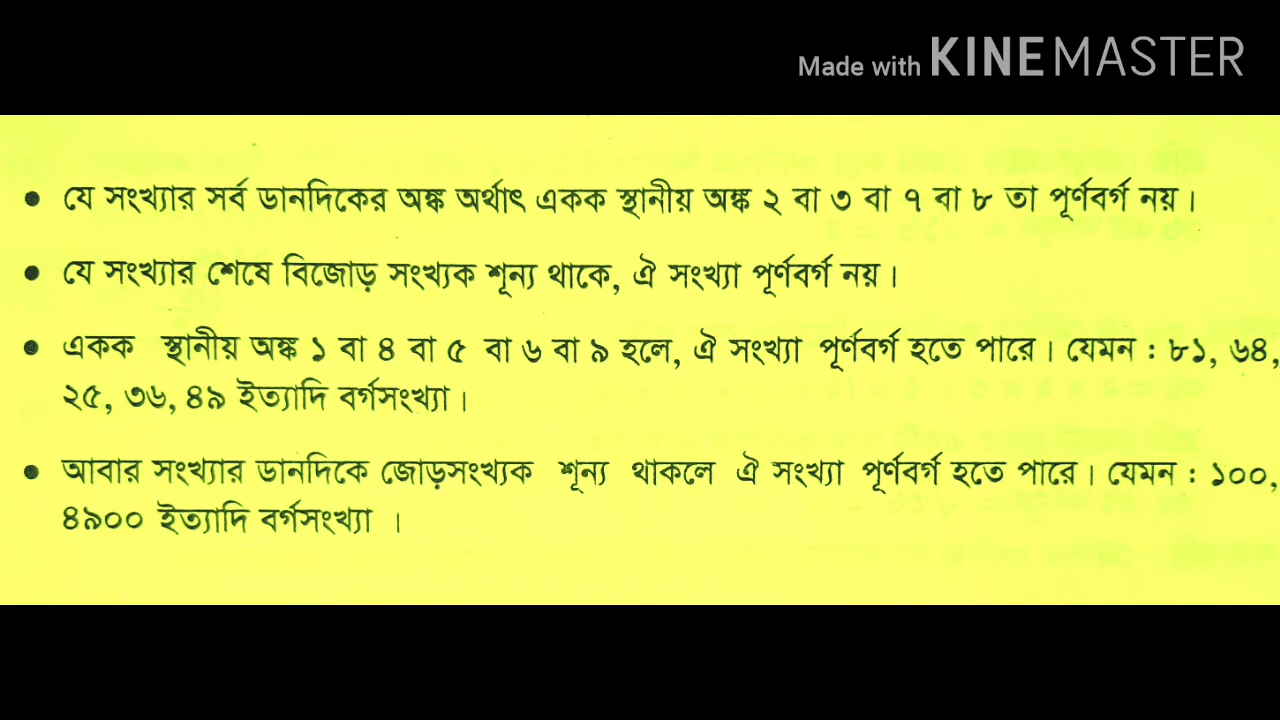 Made with KINEMASTER
• যে সংখ্যার সর্ব ডানদিকের অঙ্ক অর্থাৎ একক স্থানীয় অঙ্ক ২ বা ৩ বা ৭ বা ৮ তা পূর্ণবর্গ নয়।
• যে সংখ্যার শেষে বিজোড় সংখ্যক শূন্য থাকে, ঐ সংখ্যা পূর্ণবর্গ নয়।
• একক স্থানীয় অঙ্ক ১ বা ৪ বা ৫ বা ৬ বা ৯ হলে, ঐ সংখ্যা পূর্ণবর্গ হতে পারে। যেমন : ৮১, ৬৪,
২৫, ৩৬, ৪৯ ইত্যাদি বর্গসংখ্যা।
• আবার সংখ্যার ডানদিকে জোড়সংখ্যক শূন্য থাকলে ঐ সংখ্যা পূর্ণবর্গ হতে পারে। যেমন : ১০০,
৪৯০০ ইত্যাদি বর্গসংখ্যা ।